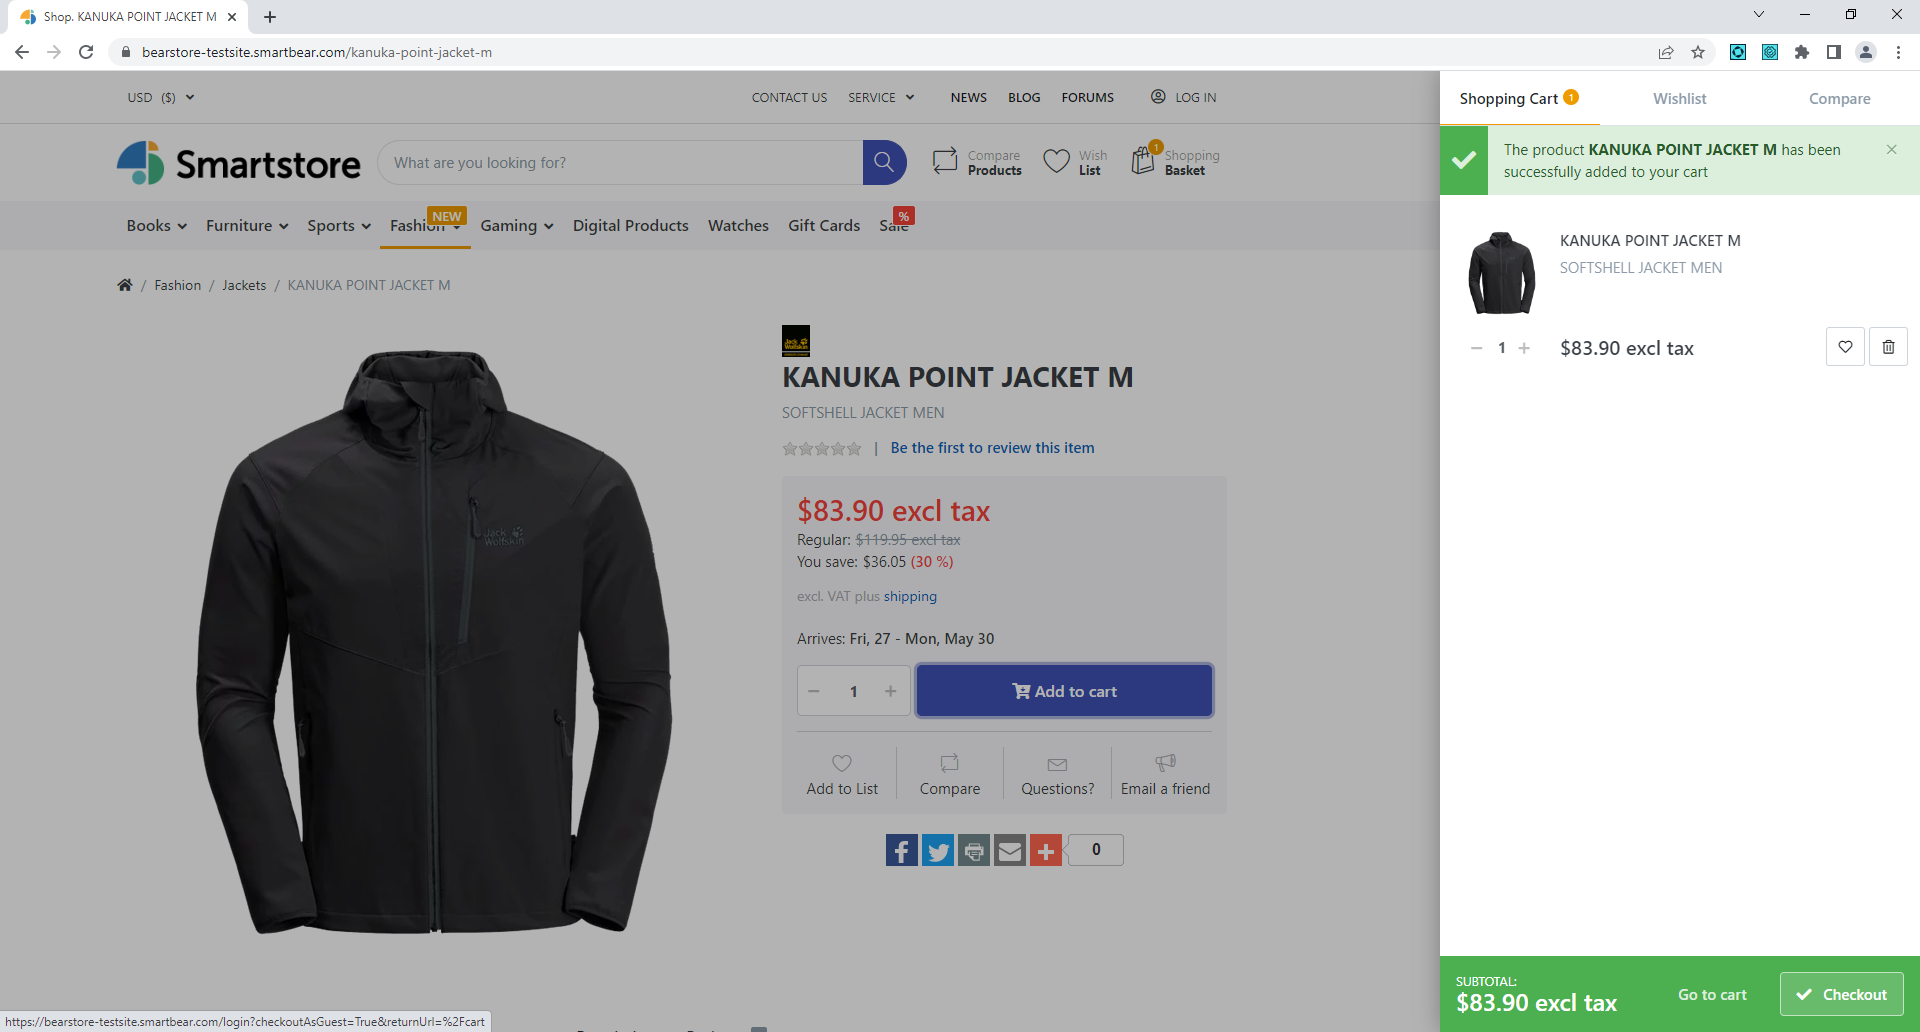 Shop. KANUKA POINT JACKET M
bearstore-testsite.smartbear.com/kanuka-point-jacket-m
USD ($)
CONTACT US
SERVICE
NEWS
BLOG
FORUMS
LOG IN
Smartstore
What are you looking for?
Compare
Products
Wish
List
1
Shopping
Basket
Books
Furniture
Sports
Fashion
NEW
Gaming
Digital Products
Watches
Gift Cards
Sale
%
/ Fashion / Jackets / KANUKA POINT JACKET M
Jack
Wolfskin
Jack
Wolfskin
KANUKA POINT JACKET M
SOFTSHELL JACKET MEN
| Be the first to review this item
$83.90 excl tax
Regular: $119.95 excl tax
You save: $36.05 (30 %)
excl. VAT plus shipping
Arrives: Fri, 27 - Mon, May 30
1
Add to cart
Add to List
Compare
Questions?
Email a friend
0
Shopping Cart 1
Wishlist
Compare
The product KANUKA POINT JACKET M has been
successfully added to your cart
KANUKA POINT JACKET M
SOFTSHELL JACKET MEN
1
$83.90 excl tax
SUBTOTAL:
$83.90 excl tax
Go to cart
Checkout
https://bearstore-testsite.smartbear.com/login?checkoutAsGuest=True&returnUrl=%2Fcart